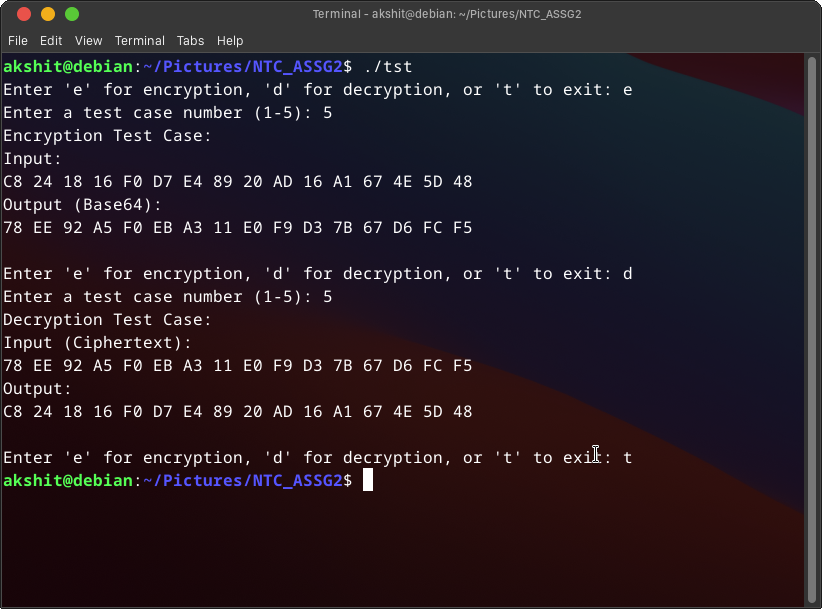 Terminal - akshit@debian: ~/Pictures/NTC_ASSG2
File Edit View Terminal Tabs Help
akshit@debian:~/Pictures/NTC_ASSG2$ ./tst
Enter 'e' for encryption, 'd' for decryption, or 't' to exit: e
Enter a test case number (1-5): 5
Encryption Test Case:
Input:
C8 24 18 16 F0 D7 E4 89 20 AD 16 A1 67 4E 5D 48
Output (Base64):
78 EE 92 A5 F0 EB A3 11 E0 F9 D3 7B 67 D6 FC F5
Enter 'e' for encryption, 'd' for decryption, or 't' to exit: d
Enter a test case number (1-5): 5
Decryption Test Case:
Input (Ciphertext):
78 EE 92 A5 F0 EB A3 11 E0 F9 D3 7B 67 D6 FC F5
Output:
C8 24 18 16 F0 D7 E4 89 20 AD 16 A1 67 4E 5D 48
Enter 'e' for encryption, 'd' for decryption, or 't' to exit: t
akshit@debian:~/Pictures/NTC_ASSG2$